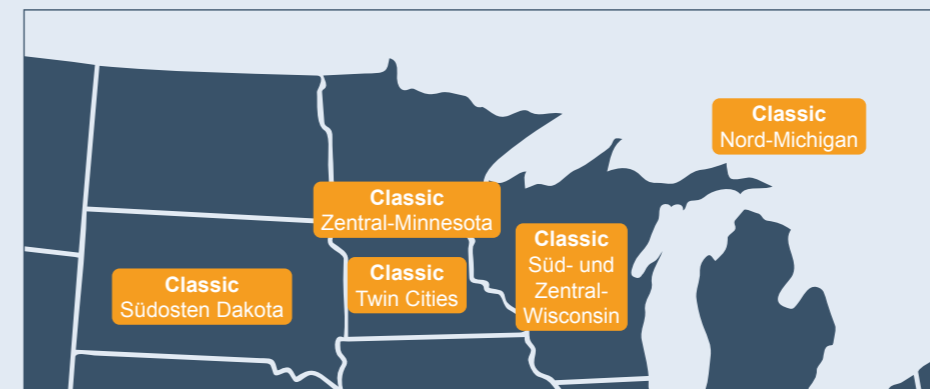 Classic
Nord-Michigan
Classic
Zentral-Minnesota
Classic
Süd- und
Zentral-
Wisconsin
Classic
Twin Cities
Classic
Südosten Dakota